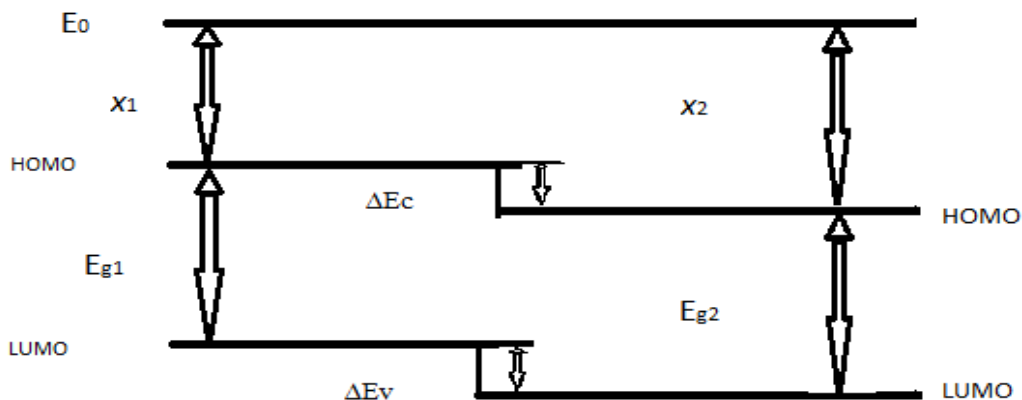 E0
x1
x2
HOMO
ΔEc
HOMO
Eg1
Eg2
LUMO
ΔEv
LUMO